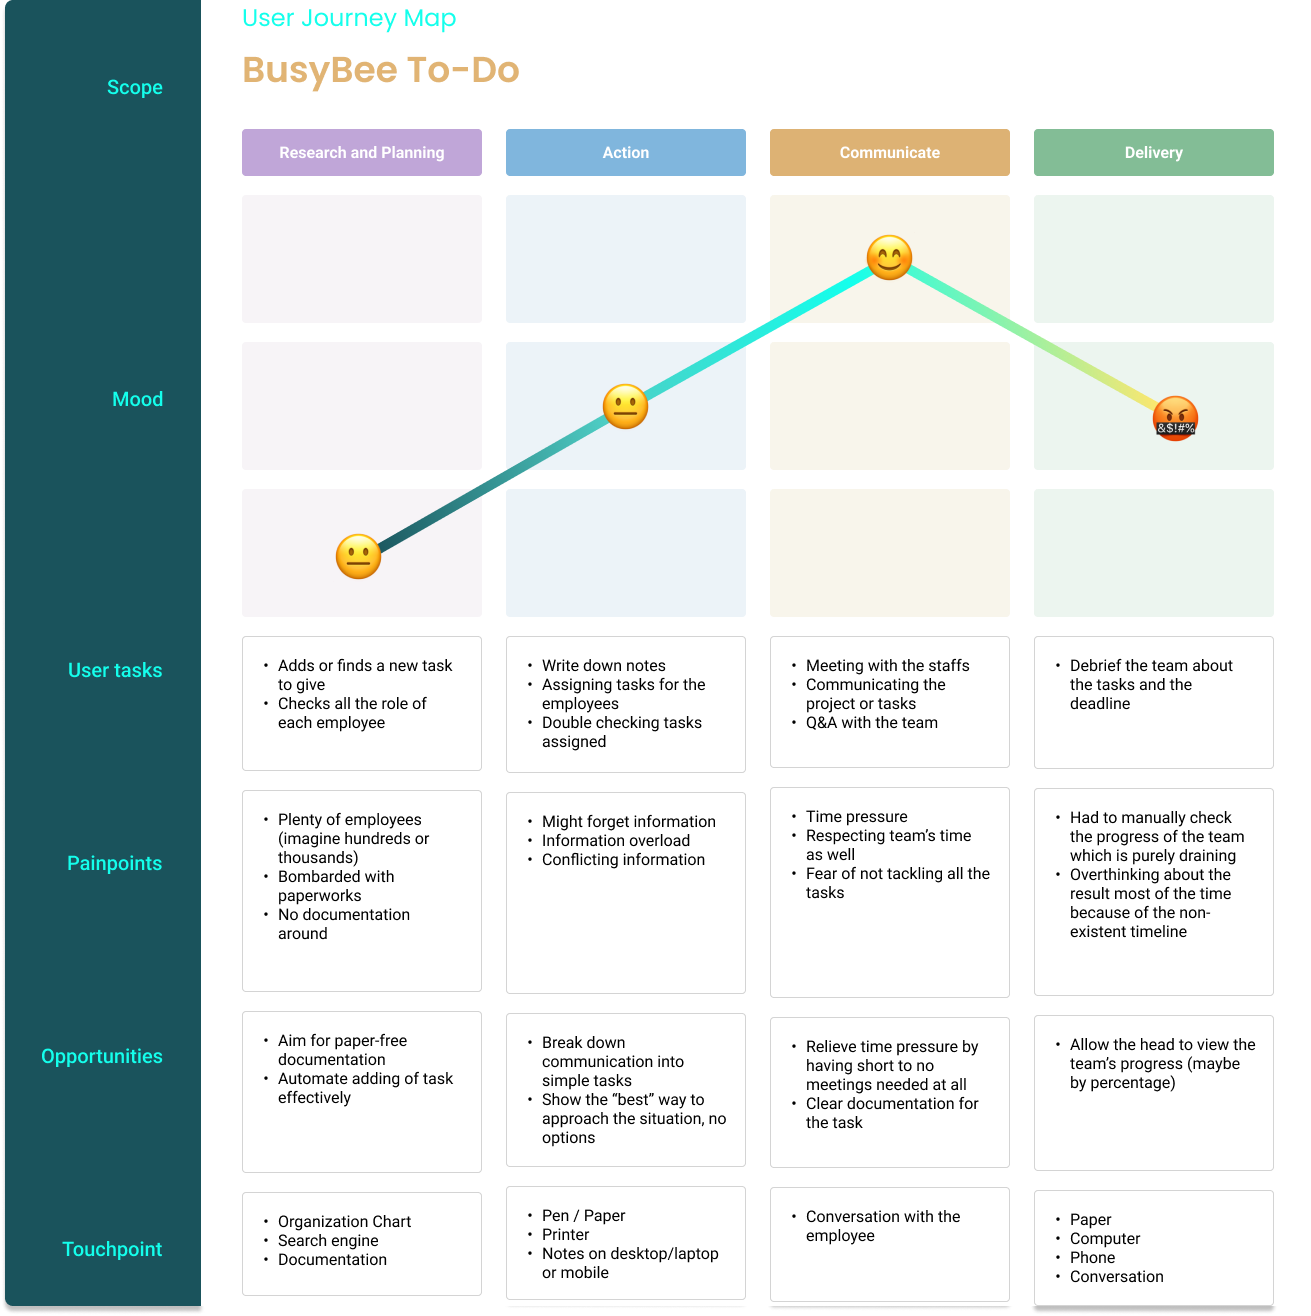 User Journey Map
BusyBee To-Do
Scope
Research and Planning
Action
Communicate
Delivery
Mood
&$!#%
User tasks
• Adds or finds a new task
to give
• Checks all the role of
each employee
• Write down notes
• Assigning tasks for the
employees
• Double checking tasks
assigned
• Meeting with the staffs
• Communicating the
project or tasks
• Q&A with the team
• Debrief the team about
the tasks and the
deadline
Painpoints
• Plenty of employees
(imagine hundreds or
thousands)
• Bombarded with
paperworks
• No documentation
around
• Might forget information
• Information overload
• Conflicting information
• Time pressure
• Respecting team’s time
as well
• Fear of not tackling all the
tasks
• Had to manually check
the progress of the team
which is purely draining
• Overthinking about the
result most of the time
because of the non-
existent timeline
Opportunities
• Aim for paper-free
documentation
• Automate adding of task
effectively
• Break down
communication into
simple tasks
• Show the “best” way to
approach the situation, no
options
• Relieve time pressure by
having short to no
meetings needed at all
• Clear documentation for
the task
• Allow the head to view the
team’s progress (maybe
by percentage)
Touchpoint
• Organization Chart
• Search engine
• Documentation
• Pen / Paper
• Printer
• Notes on desktop/laptop
or mobile
• Conversation with the
employee
• Paper
• Computer
• Phone
• Conversation